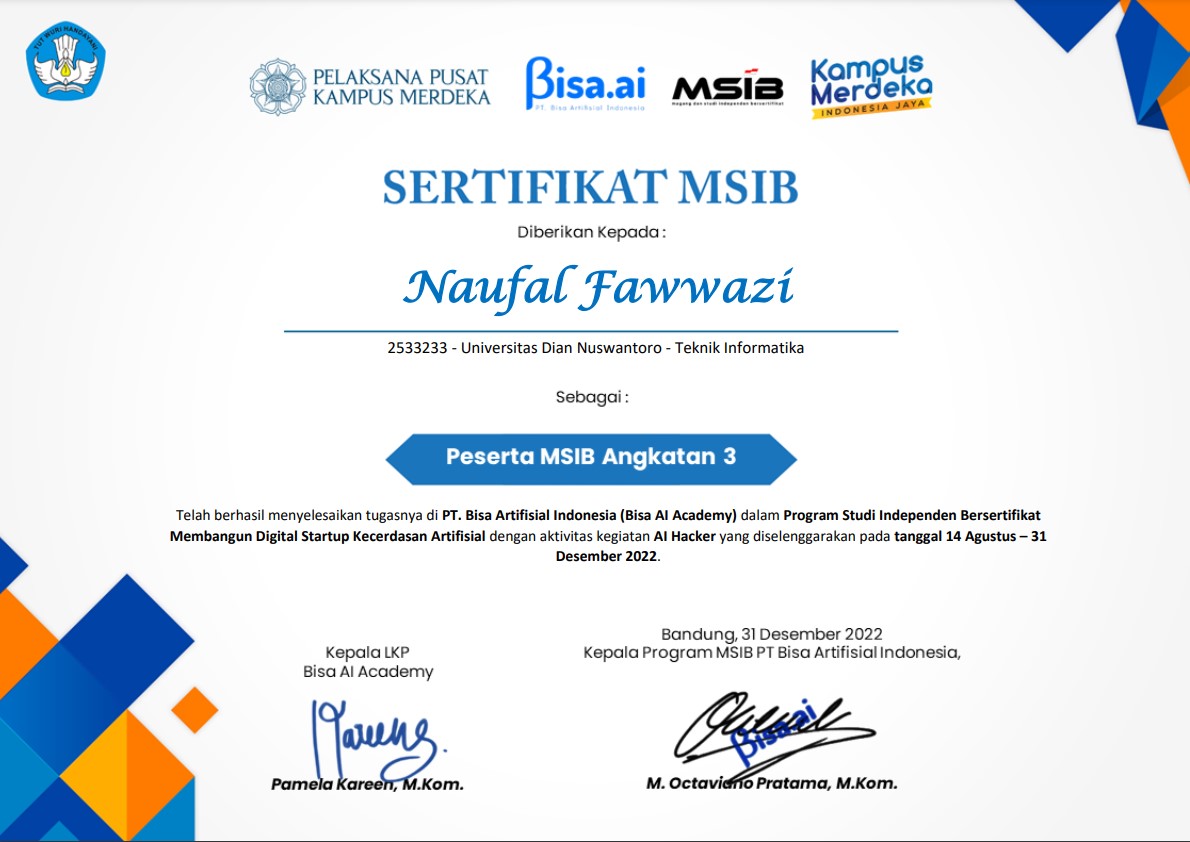 TUT WURI HANDAYANI
PELAKSANA PUSAT
KAMPUS MERDEKA
Bisa.ai
PT. Bisa Artifisial Indonesia
MSIB
magang dan studi independen bersertifikat
Kampus
Merdeka
INDONESIA JAYA
SERTIFIKAT MSIB
Diberikan Kepada :
Naufal Fawwazi
2533233 - Universitas Dian Nuswantoro - Teknik Informatika
Sebagai :
Peserta MSIB Angkatan 3
Telah berhasil menyelesaikan tugasnya di PT. Bisa Artifisial Indonesia (Bisa AI Academy) dalam Program Studi Independen Bersertifikat
Membangun Digital Startup Kecerdasan Artifisial dengan aktivitas kegiatan AI Hacker yang diselenggarakan pada tanggal 14 Agustus – 31
Desember 2022.
Kepala LKP
Bisa AI Academy
Kareens.
Pamela Kareen, M.Kom.
Bandung, 31 Desember 2022
Kepala Program MSIB PT Bisa Artifisial Indonesia,
Bisa.ai
M. Octaviano Pratama, M.Kom.